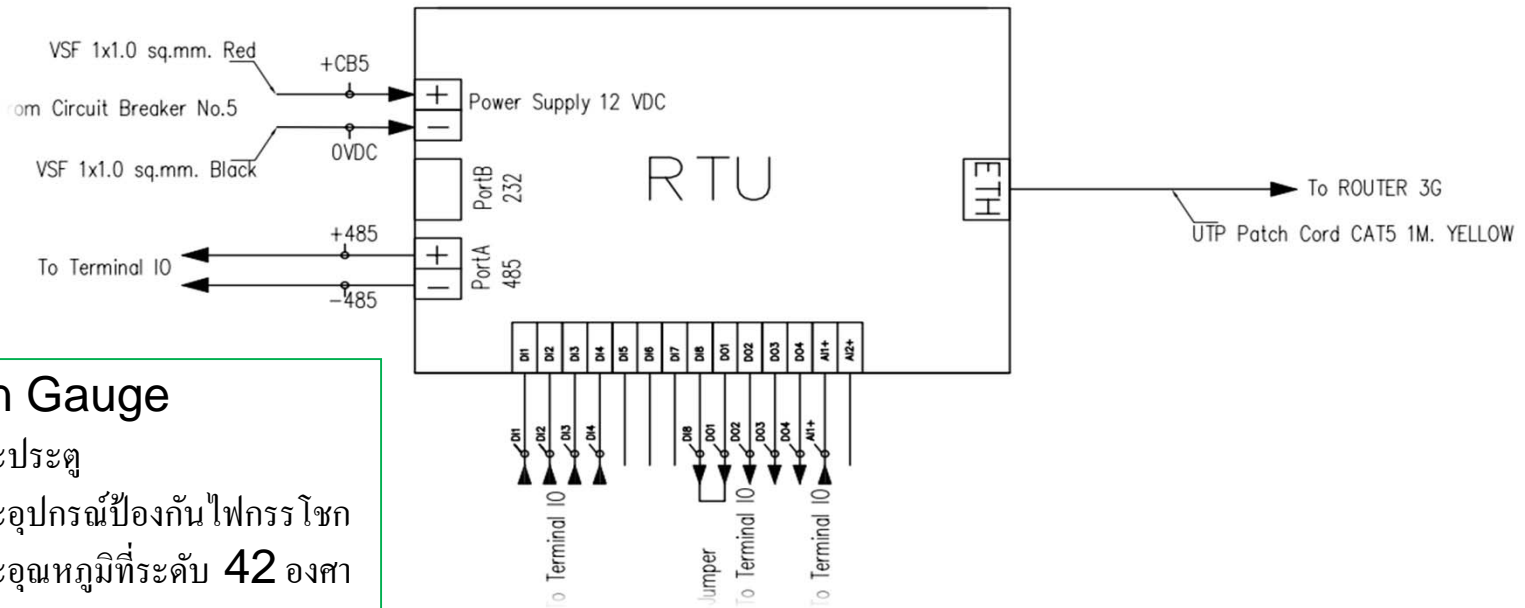 VSF 1x1.0 sq.mm. Red
+CB5
Circuit Breaker No.5
+
Power Supply 12 VDC
−
0VDC
VSF 1x1.0 sq.mm. Black
PortB
232
RTU
ETH
To ROUTER 3G
UTP Patch Cord CAT5 1M. YELLOW
+485
To Terminal IO
+
−
PortA
485
−485
DI1 DI2 DI3 DI4 DI5 DI6 DI7 DI8 DO1 DO2 DO3 DO4 AI1+ AI2+
DI1 DI2 DI3 DI4 DI8 DO1 DO2 DO3 DO4 AI1+
To Terminal IO
Jumper
To Terminal IO
To Terminal IO
Gauge
ประตู
อุปกรณ์ป้องกันไฟกรรโชก
อุณหภูมิที่ระดับ 42 องศา